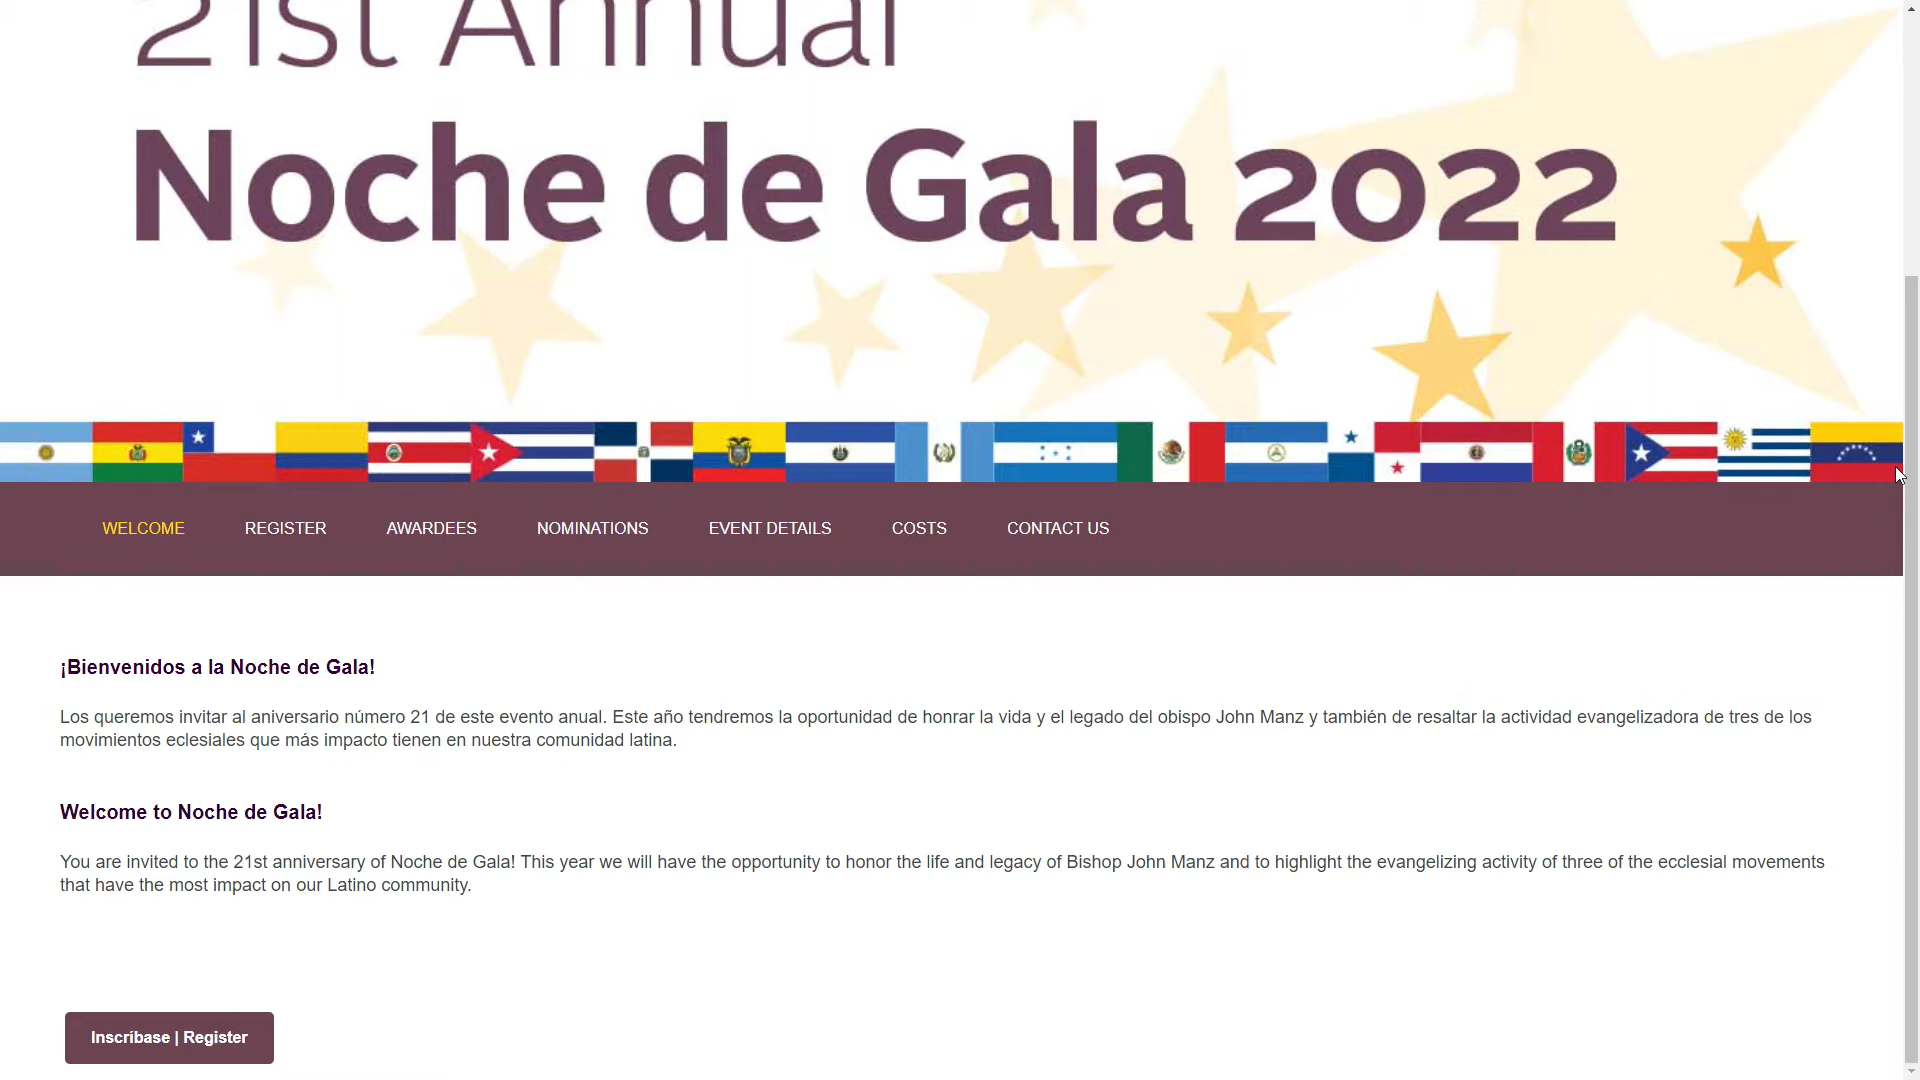 21st Annual
Noche de Gala 2022
WELCOME REGISTER AWARDEES NOMINATIONS EVENT DETAILS COSTS CONTACT US
¡Bienvenidos a la Noche de Gala!
Los queremos invitar al aniversario número 21 de este evento anual. Este año tendremos la oportunidad de honrar la vida y el legado del obispo John Manz y también de resaltar la actividad evangelizadora de tres de los
movimientos eclesiales que más impacto tienen en nuestra comunidad latina.
Welcome to Noche de Gala!
You are invited to the 21st anniversary of Noche de Gala! This year we will have the opportunity to honor the life and legacy of Bishop John Manz and to highlight the evangelizing activity of three of the ecclesial movements
that have the most impact on our Latino community.
Inscríbase | Register